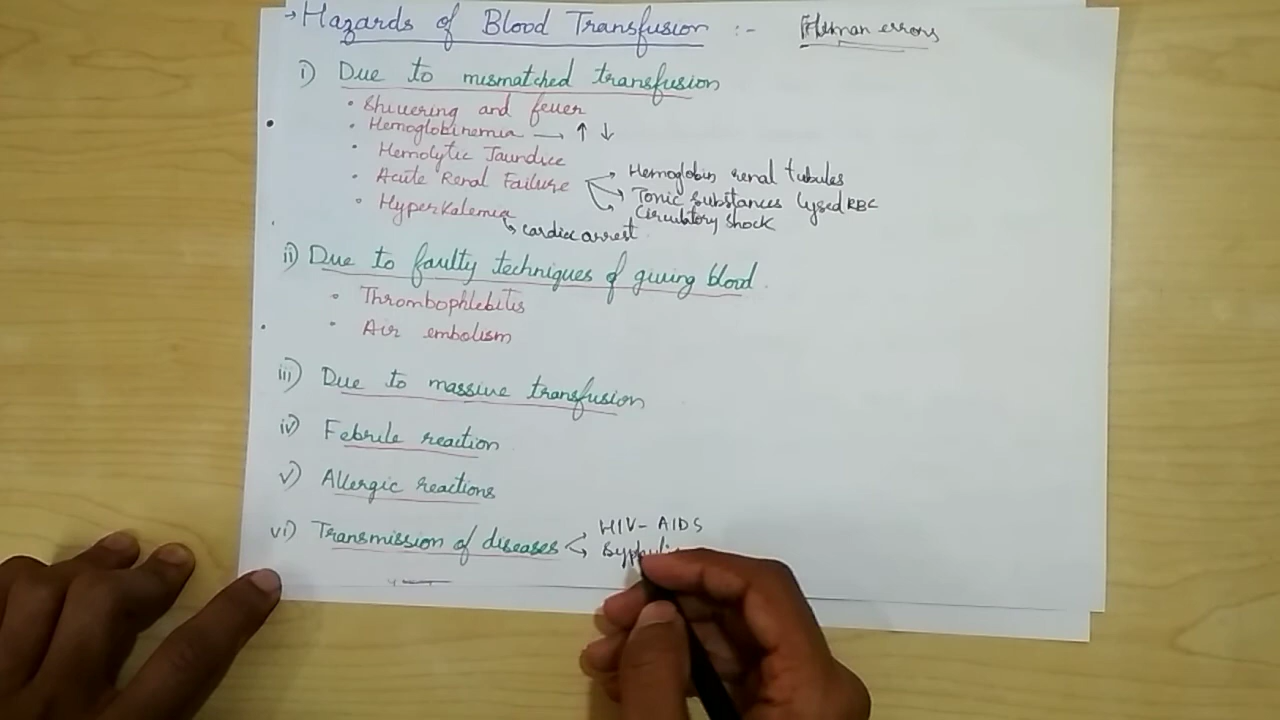 → Hazards of Blood Transfusion :- Human errors
i) Due to mismatched transfusion
• Shivering and fever
• Hemoglobinemia → ↑ ↓
• Hemolytic Jaundice
• Acute Renal Failure → Hemoglobin renal tubules
→ Tonic substances lysed RBC
→ Circulatory shock
• Hyperkalemia
↳ cardiac arrest
ii) Due to faulty techniques of giving blood.
• Thrombophlebitis
• Air embolism
iii) Due to massive transfusion
iv) Febrile reaction
v) Allergic reactions
vi) Transmission of diseases → HIV- AIDS